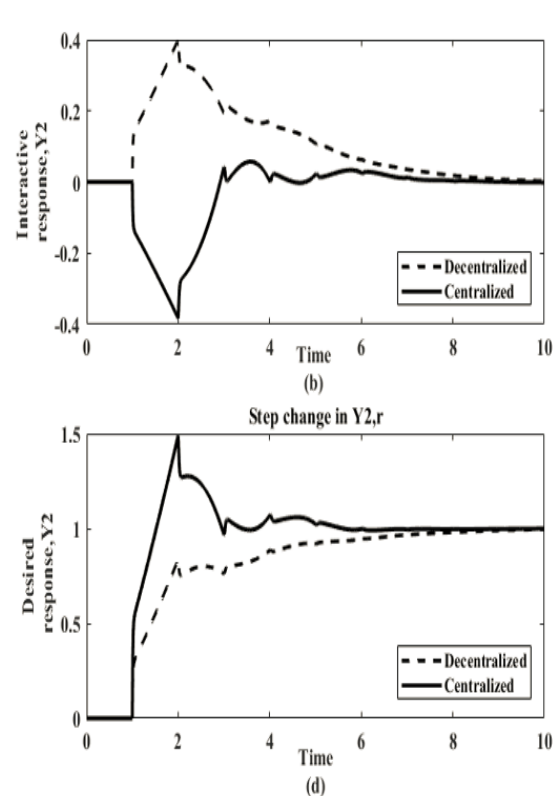 0.4
0.2
0
-0.2
-0.4
Interactive
response,Y2
Decentralized
Centralized
0 2 4 6 8 10
Time
(b)
Step change in Y2,r
1.5
1
0.5
0
Desired
response,Y2
Decentralized
Centralized
0 2 4 6 8 10
Time
(d)